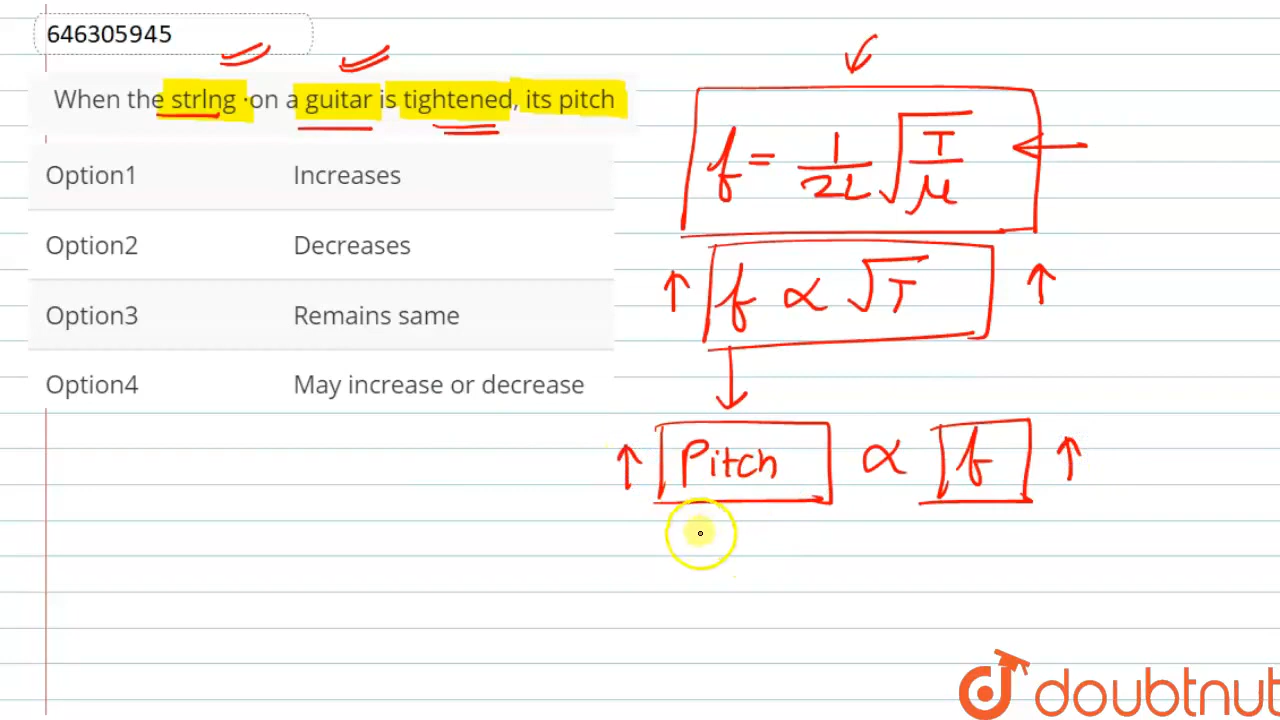 646305945
When the strlng ·on a guitar is tightened, its pitch
Option1 Increases
Option2 Decreases
Option3 Remains same
Option4 May increase or decrease
f = 1/2L √T/μ
f ∝ √T
Pitch ∝ f
doubtnut